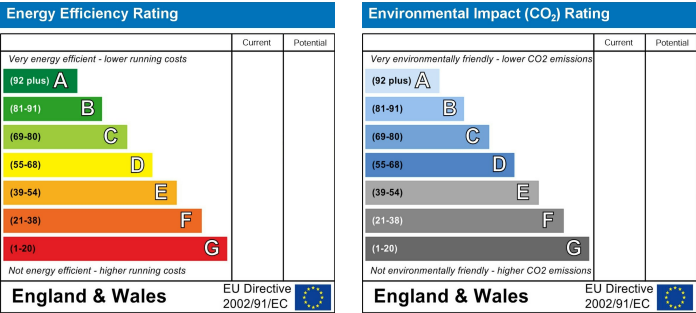 Energy Efficiency Rating
Current Potential
Very energy efficient - lower running costs
(92 plus) A
(81-91) B
(69-80) C
(55-68) D
(39-54) E
(21-38) F
(1-20) G
Not energy efficient - higher running costs
England & Wales
EU Directive
2002/91/EC
Environmental Impact (CO₂) Rating
Current Potential
Very environmentally friendly - lower CO2 emissions
(92 plus) A
(81-91) B
(69-80) C
(55-68) D
(39-54) E
(21-38) F
(1-20) G
Not environmentally friendly - higher CO2 emissions
England & Wales
EU Directive
2002/91/EC